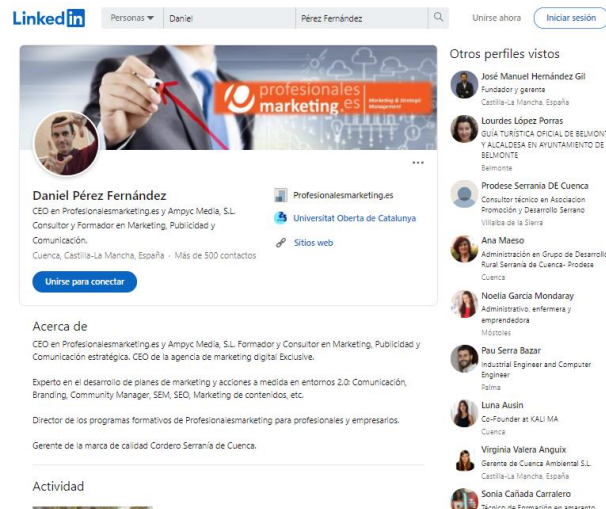 Linked in
Personas
Daniel
Pérez Fernández
Unirse ahora
Iniciar sesión
profesionales
marketing.es
Marketing & Strategic
Management
Daniel Pérez Fernández
CEO en Profesionalesmarketing.es y Ampyc Media, S.L.
Consultor y Formador en Marketing, Publicidad y
Comunicación.
Cuenca, Castilla-La Mancha, España · Más de 500 contactos
Unirse para conectar
Profesionalesmarketing.es
Universitat Oberta de Catalunya
Sitios web
Acerca de
CEO en Profesionalesmarketing.es y Ampyc Media, S.L. Formador y Consultor en Marketing, Publicidad y
Comunicación estratégica. CEO de la agencia de marketing digital Exclusive.
Experto en el desarrollo de planes de marketing y acciones a medida en entornos 2.0: Comunicación,
Branding, Community Manager, SEM, SEO, Marketing de contenidos, etc.
Director de los programas formativos de Profesionalesmarketing para profesionales y empresarios.
Gerente de la marca de calidad Cordero Serranía de Cuenca.
Actividad
Otros perfiles vistos
José Manuel Hernández Gil
Fundador y gerente
Castilla-La Mancha, España
Lourdes López Porras
GUÍA TURÍSTICA OFICIAL DE BELMONT
Y ALCALDESA EN AYUNTAMIENTO DE
BELMONTE
Belmonte
Prodese Serrania DE Cuenca
Consultor técnico en Asociacion
Promoción y Desarrollo Serrano
Villalba de la Sierra
Ana Maeso
Administración en Grupo de Desarrollo
Rural Serranía de Cuenca- Prodese
Cuenca
Noelia Garcia Mondaray
Administrativo, enfermera y
emprendedora
Móstoles
Pau Serra Bazar
Industrial Engineer and Computer
Engineer
Palma
Luna Ausin
Co-Founder at KALI MA
Cuenca
Virginia Valera Anguix
Gerente de Cuenca Ambiental S.L.
Castilla-La Mancha, España
Sonia Cañada Carralero
Técnico de Formación en amaranto